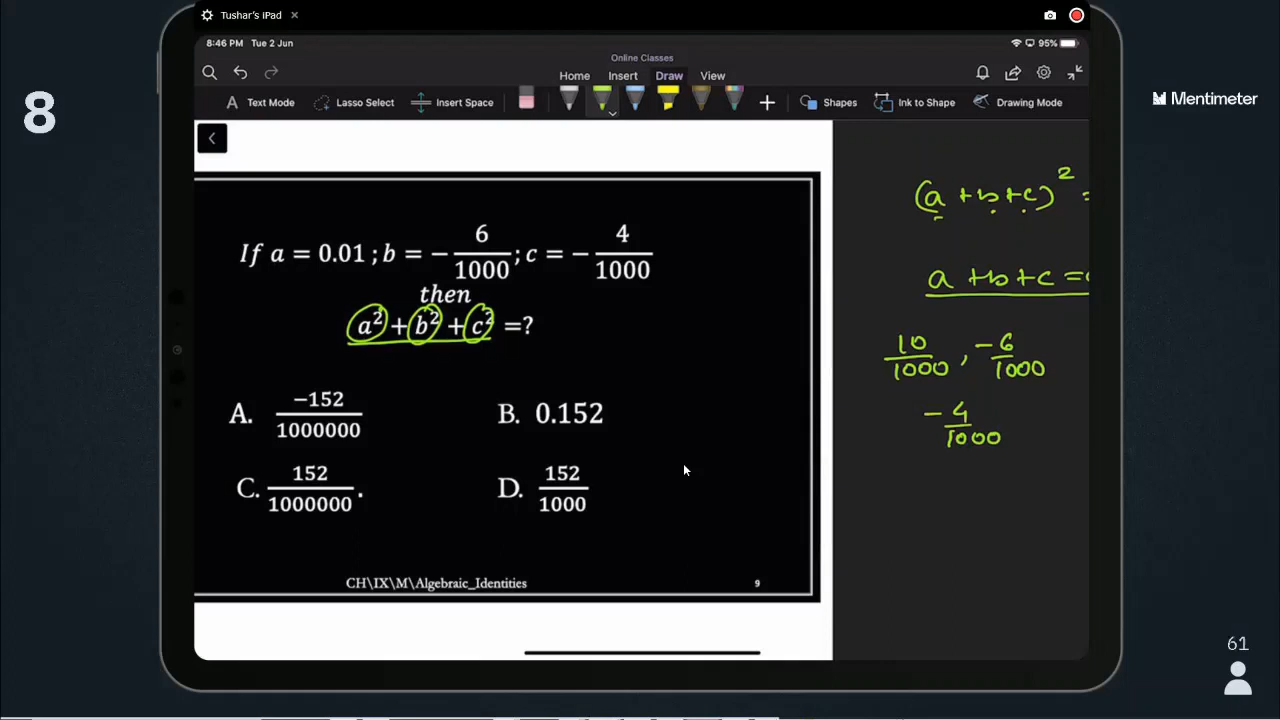 Tushar's iPad ×
8:46 PM Tue 2 Jun
95%
Online Classes
Home Insert Draw View
Text Mode Lasso Select Insert Space Shapes Ink to Shape Drawing Mode
8
Mentimeter
If a = 0.01 ; b = − 6/1000 ; c = − 4/1000
then
a² + b² + c² =?
A. −152/1000000
B. 0.152
C. 152/1000000.
D. 152/1000
CH\IX\M\Algebraic_Identities
9
(a + b + c)² =
a + b + c =
10/1000 , −6/1000
− 4/1000
61